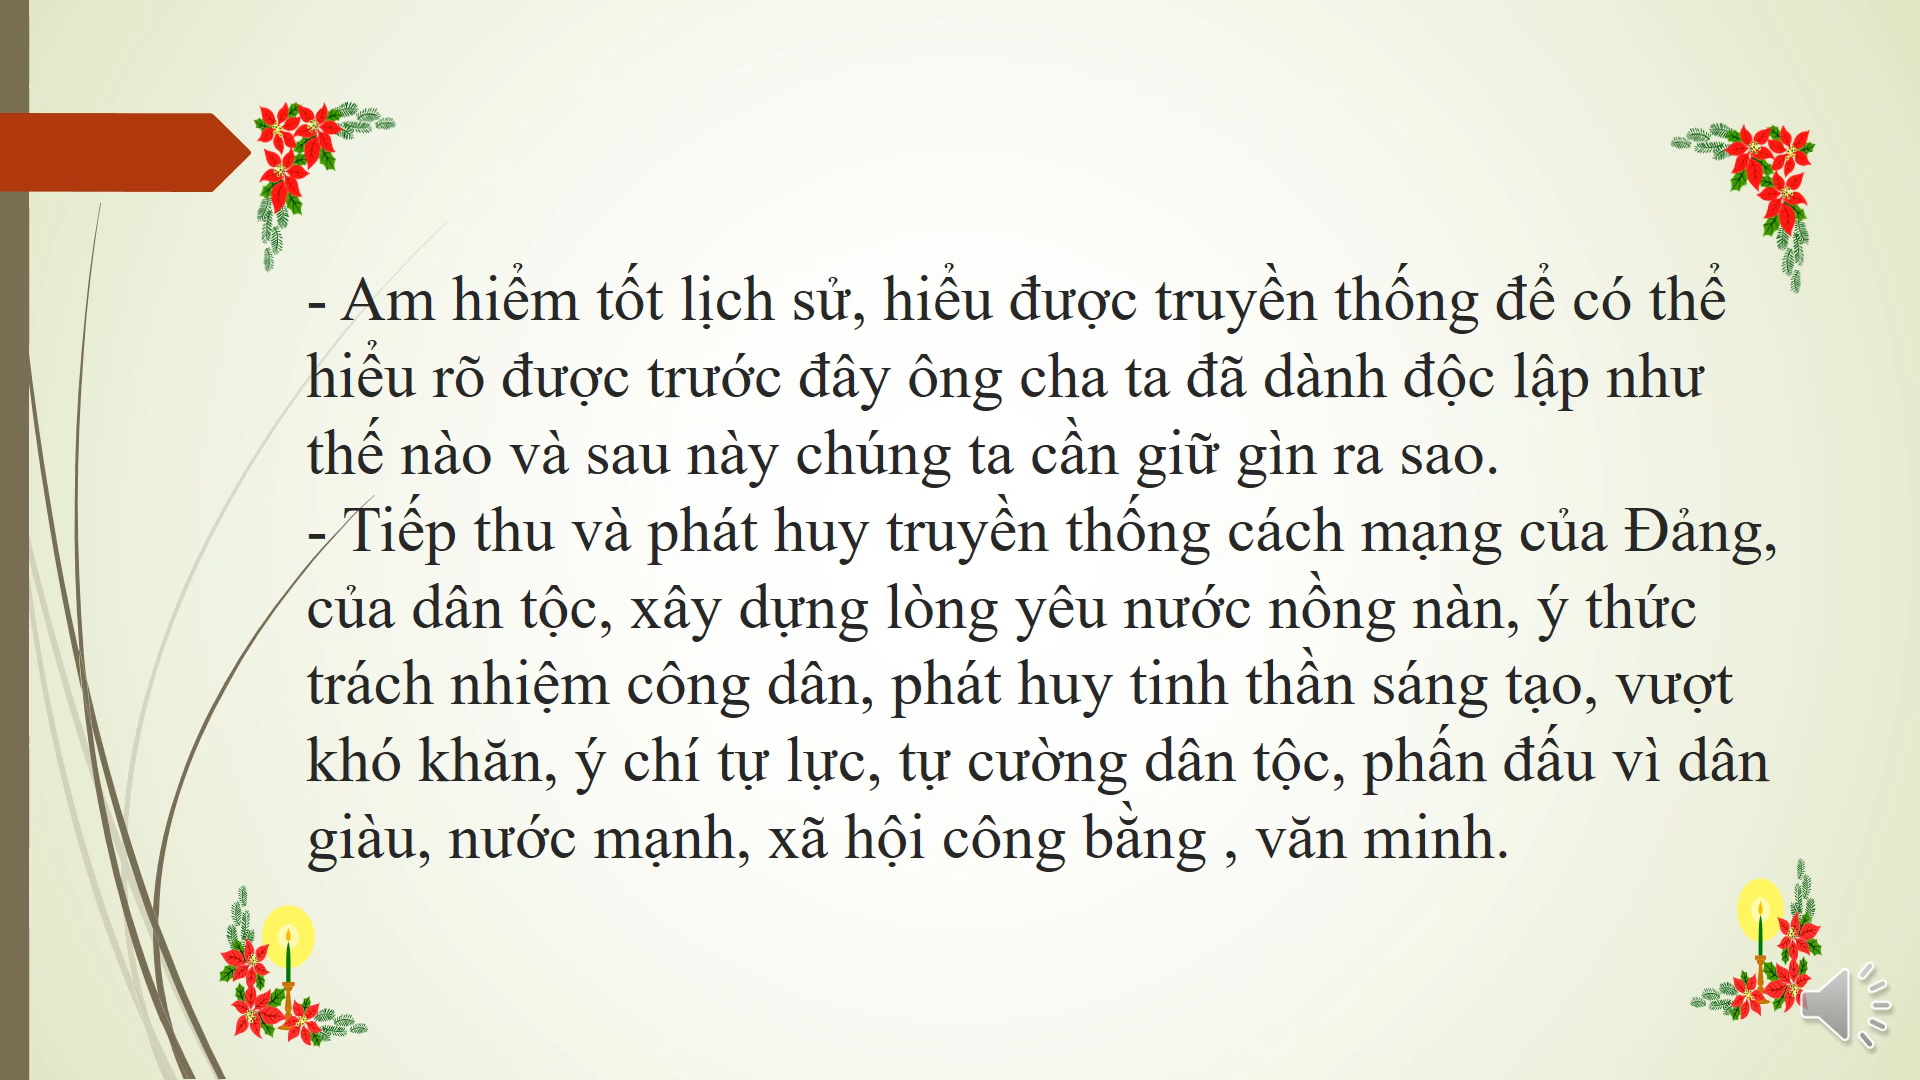 - Am hiểm tốt lịch sử, hiểu được truyền thống để có thể
hiểu rõ được trước đây ông cha ta đã dành độc lập như
thế nào và sau này chúng ta cần giữ gìn ra sao.
- Tiếp thu và phát huy truyền thống cách mạng của Đảng,
của dân tộc, xây dựng lòng yêu nước nồng nàn, ý thức
trách nhiệm công dân, phát huy tinh thần sáng tạo, vượt
khó khăn, ý chí tự lực, tự cường dân tộc, phấn đấu vì dân
giàu, nước mạnh, xã hội công bằng , văn minh.